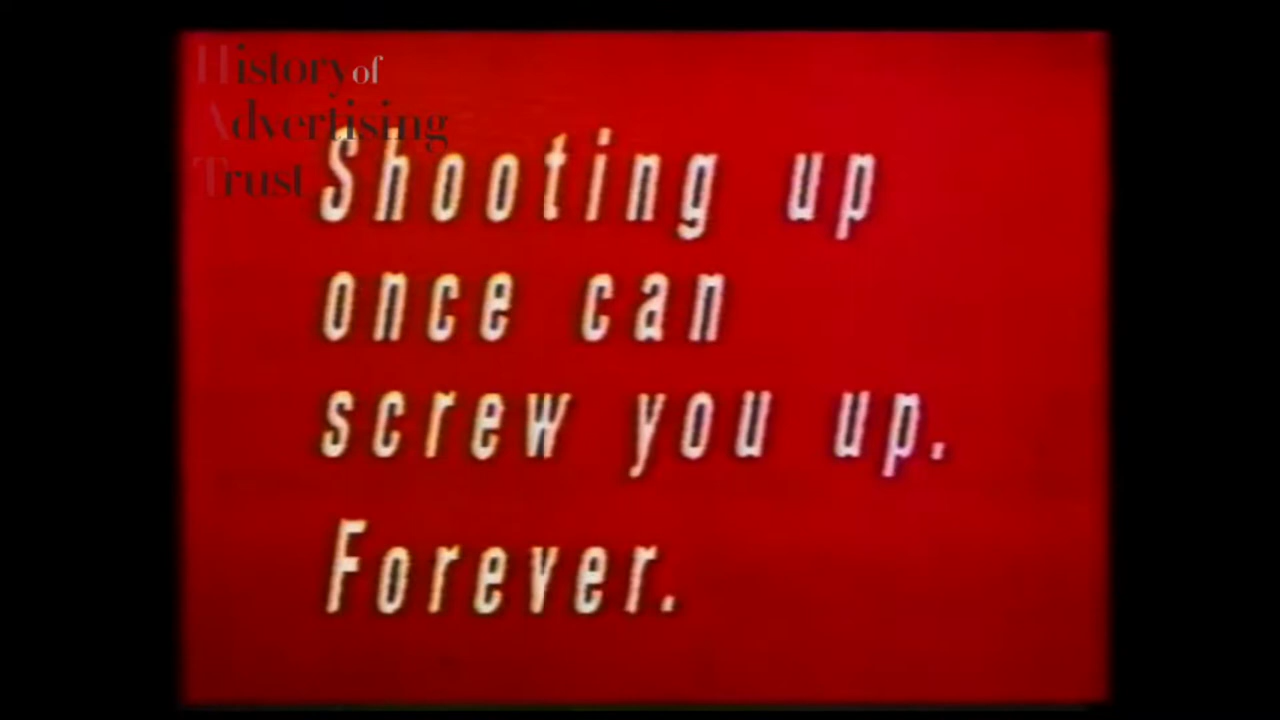 History of
Advertising
Trust
Shooting up
once can
screw you up.
Forever.